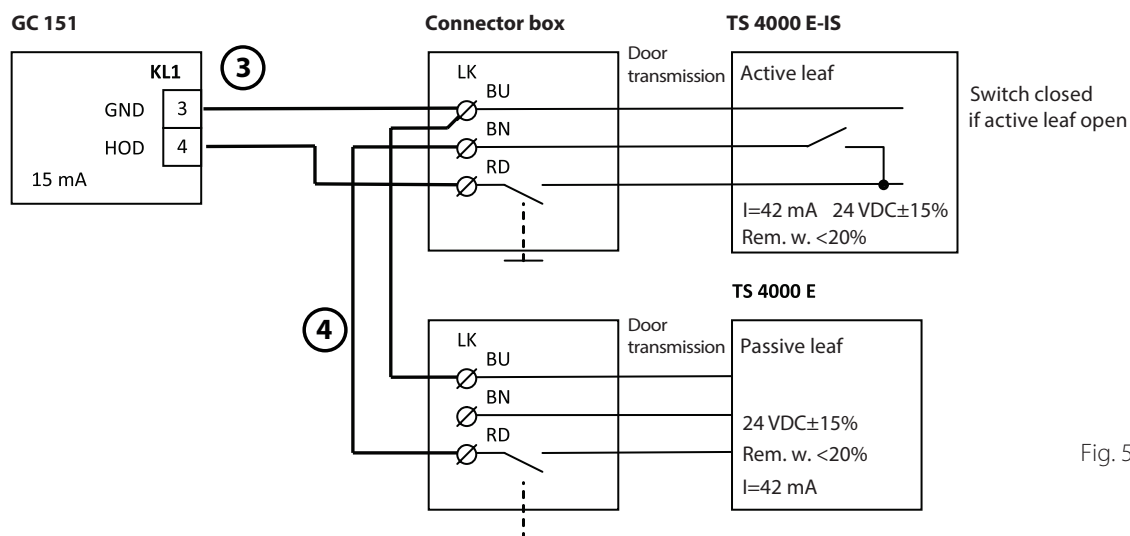 GC 151
KL1
GND 3
HOD 4
15 mA
3
Connector box
LK
BU
BN
RD
Door
transmission
TS 4000 E-IS
Active leaf
I=42 mA 24 VDC±15%
Rem. w. <20%
Switch closed
if active leaf open
4
LK
BU
BN
RD
Door
transmission
TS 4000 E
Passive leaf
24 VDC±15%
Rem. w. <20%
I=42 mA
Fig. 5